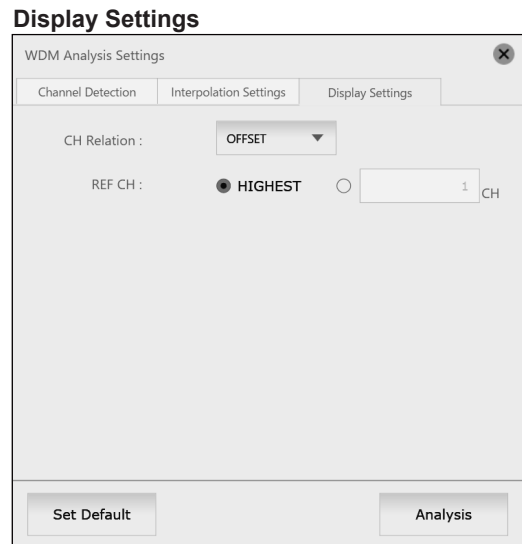 Display Settings
WDM Analysis Settings
Channel Detection Interpolation Settings Display Settings
CH Relation : OFFSET
REF CH : HIGHEST 1 CH
Set Default Analysis